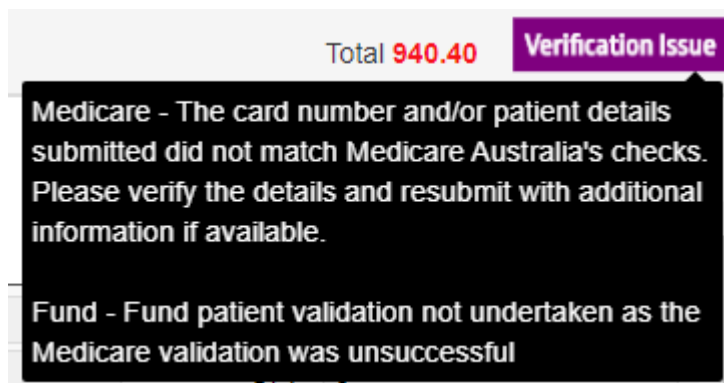 Total 940.40 Verification Issue
Medicare - The card number and/or patient details
submitted did not match Medicare Australia's checks.
Please verify the details and resubmit with additional
information if available.
Fund - Fund patient validation not undertaken as the
Medicare validation was unsuccessful